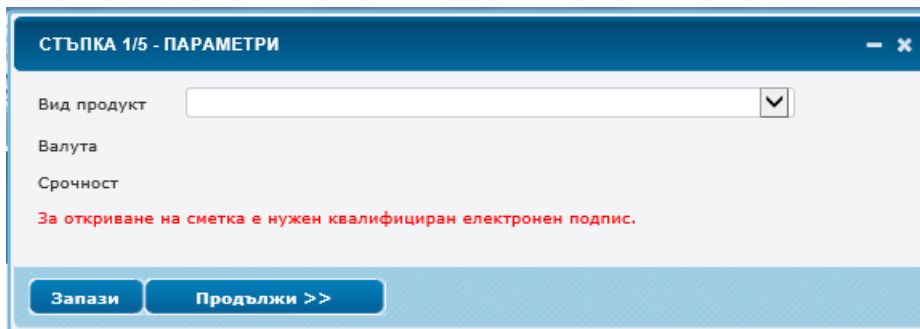 СТЪПКА 1/5 - ПАРАМЕТРИ
Вид продукт
Валута
Срочност
За откриване на сметка е нужен квалифициран електронен подпис.
Запази Продължи >>